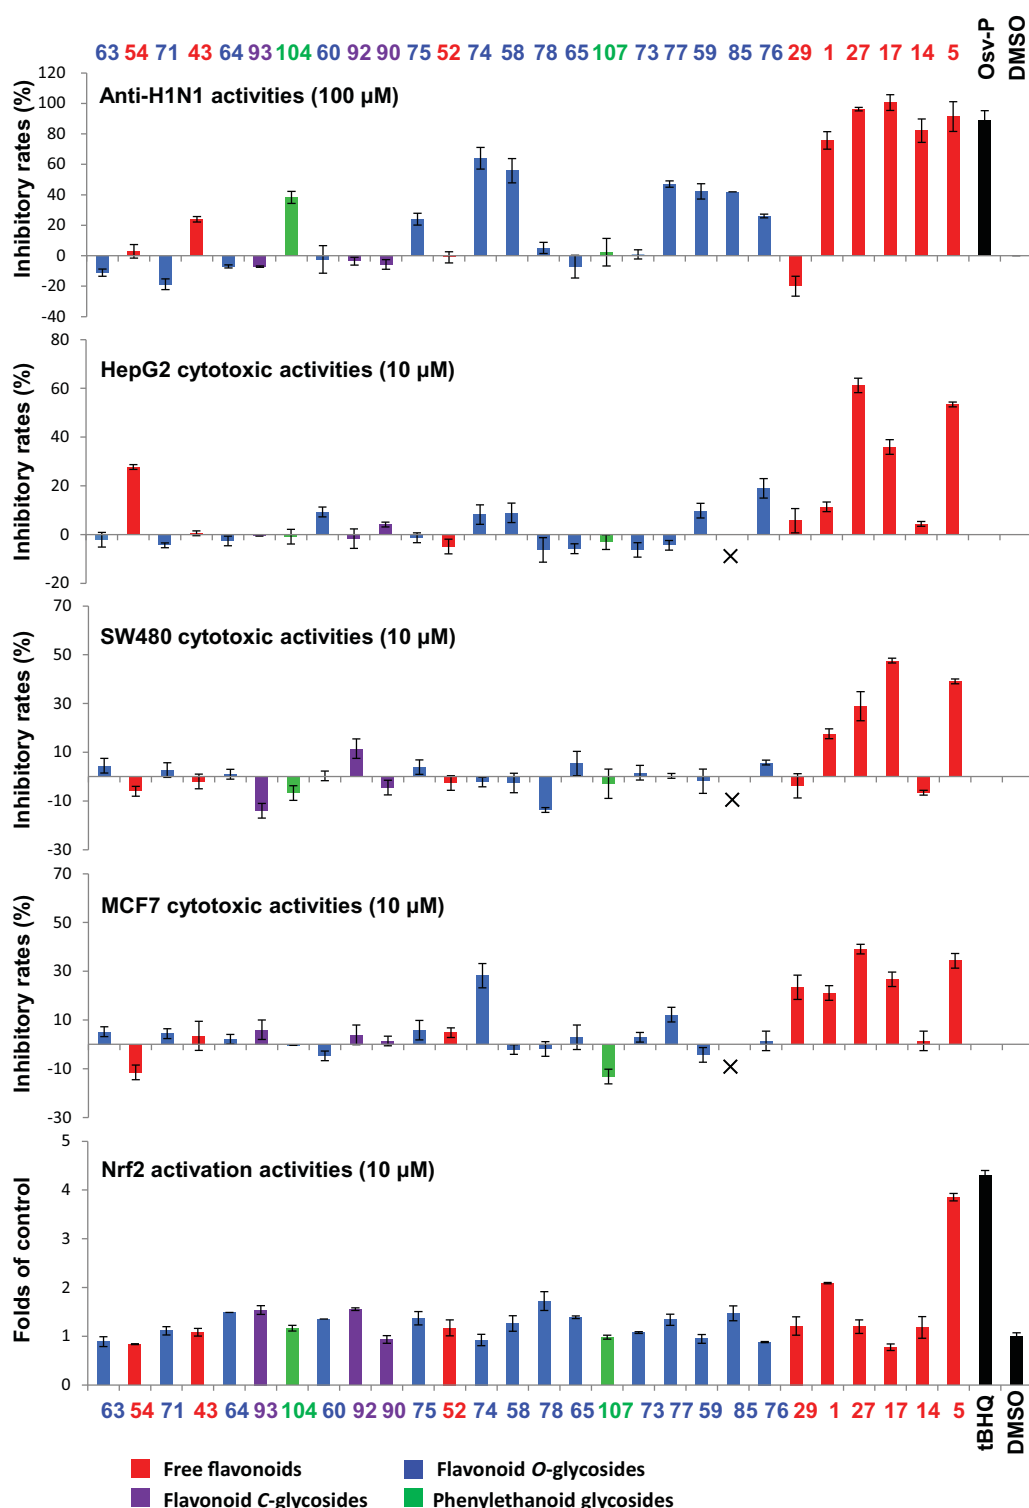 63 54 71 43 64 93 104 60 92 90 75 52 74 58 78 65 107 73 77 59 85 76 29 1 27 17 14 5 Osv-P DMSO
Anti-H1N1 activities (100 µM)
Inhibitory rates (%)
120
100
80
60
40
20
0
-20
-40
HepG2 cytotoxic activities (10 µM)
Inhibitory rates (%)
80
60
40
20
0
-20
SW480 cytotoxic activities (10 µM)
Inhibitory rates (%)
70
50
30
10
-10
-30
MCF7 cytotoxic activities (10 µM)
Inhibitory rates (%)
70
50
30
10
-10
-30
Nrf2 activation activities (10 µM)
Folds of control
5
4
3
2
1
0
63 54 71 43 64 93 104 60 92 90 75 52 74 58 78 65 107 73 77 59 85 76 29 1 27 17 14 5 tBHQ DMSO
Free flavonoids
Flavonoid O-glycosides
Flavonoid C-glycosides
Phenylethanoid glycosides